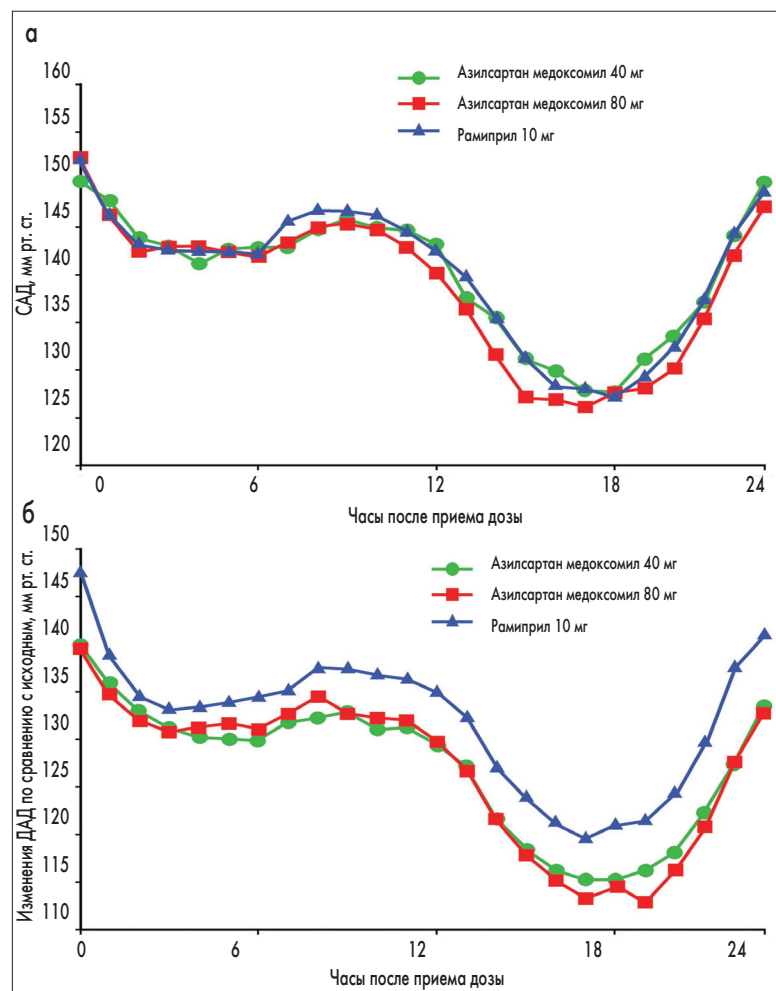 а
160
155
150
145
140
135
130
125
120
САД, мм рт. ст.
Азилсартан медоксомил 40 мг
Азилсартан медоксомил 80 мг
Рамиприл 10 мг
0 6 12 18 24
Часы после приема дозы
б
150
145
140
135
130
125
120
115
110
Изменения ДАД по сравнению с исходным, мм рт. ст.
Азилсартан медоксомил 40 мг
Азилсартан медоксомил 80 мг
Рамиприл 10 мг
0 6 12 18 24
Часы после приема дозы